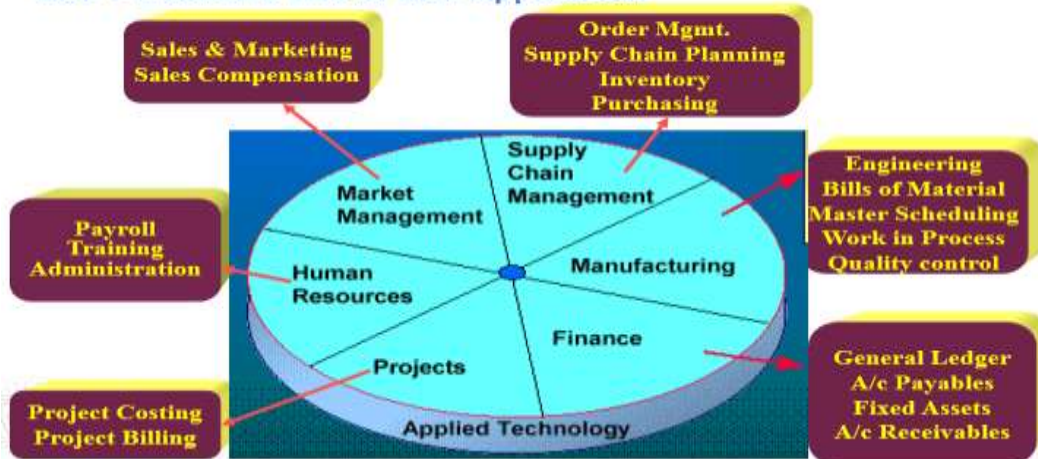 Sales & Marketing
Sales Compensation
Order Mgmt.
Supply Chain Planning
Inventory
Purchasing
Engineering
Bills of Material
Master Scheduling
Work in Process
Quality control
Payroll
Training
Administration
Supply
Chain
Management
Market
Management
Manufacturing
Human
Resources
Finance
Projects
Applied Technology
General Ledger
A/c Payables
Fixed Assets
A/c Receivables
Project Costing
Project Billing